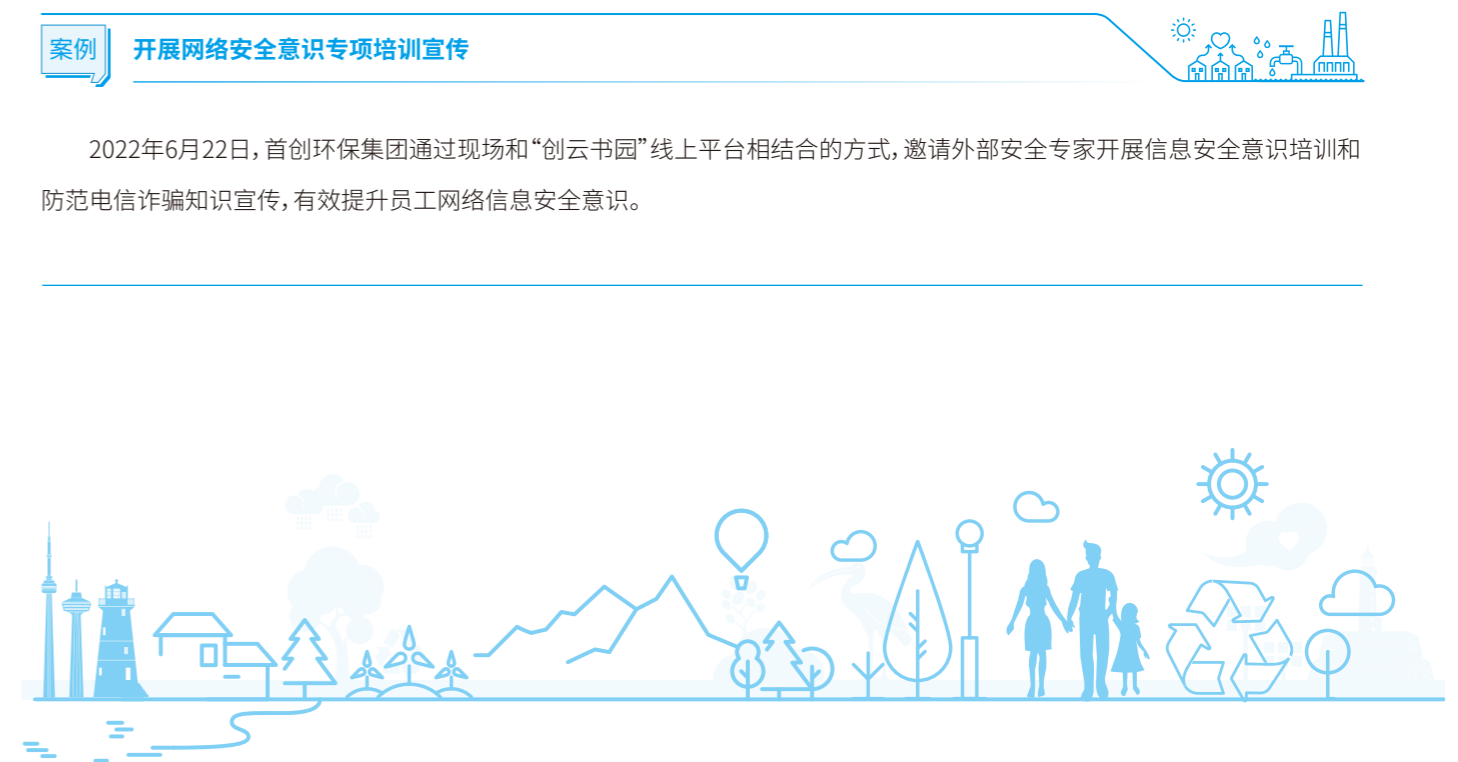 案例
开展网络安全意识专项培训宣传
2022年6月22日，首创环保集团通过现场和“创云书园”线上平台相结合的方式，邀请外部安全专家开展信息安全意识培训和
防范电信诈骗知识宣传，有效提升员工网络信息安全意识。